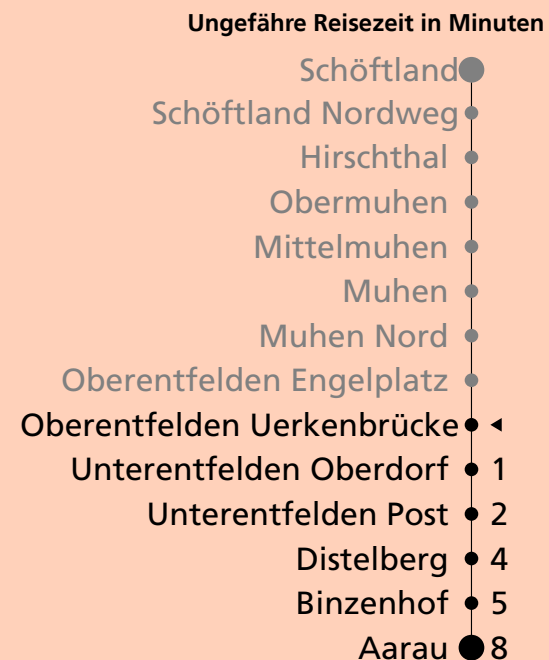 Ungefähre Reisezeit in Minuten
Schöftland
Schöftland Nordweg
Hirschthal
Obermuhen
Mittelmuhen
Muhen
Muhen Nord
Oberentfelden Engelplatz
Oberentfelden Uerkenbrücke
Unterentfelden Oberdorf 1
Unterentfelden Post 2
Distelberg 4
Binzenhof 5
Aarau 8